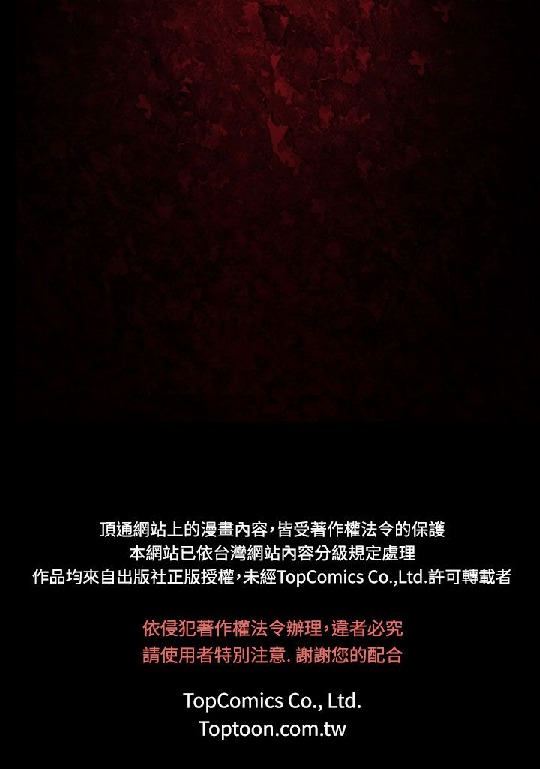 頂通網站上的漫畫內容,皆受著作權法令的保護
本網站已依台灣網站內容分級規定處理
作品均來自出版社正版授權,未經TopComics Co.,Ltd.許可轉載者
依侵犯著作權法令辦理,違者必究
請使用者特別注意. 謝謝您的配合
TopComics Co., Ltd.
Toptoon.com.tw